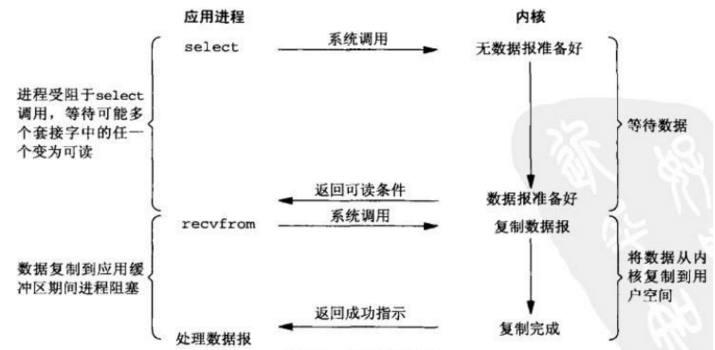 应用进程
内核
select
系统调用
无数据报准备好
进程受阻于select
调用，等待可能多
个套接字中的任一
个变为可读
等待数据
返回可读条件
数据报准备好
recvfrom
系统调用
复制数据报
数据复制到应用缓
冲区期间进程阻塞
将数据从内
核复制到用
户空间
返回成功指示
复制完成
处理数据报